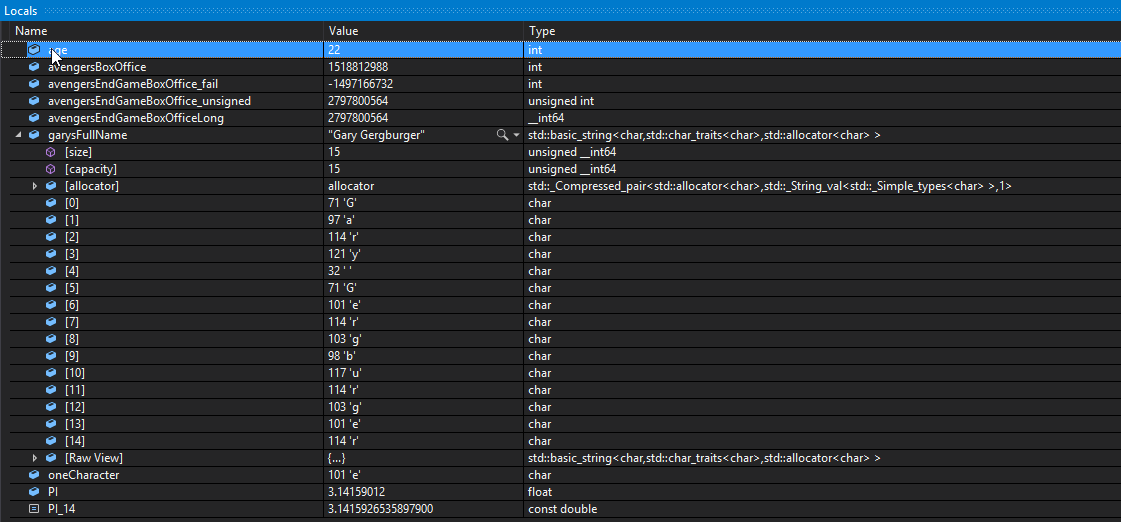 Locals
Name Value Type
age 22 int
avengersBoxOffice 1518812988 int
avengersEndGameBoxOffice_fail -1497166732 int
avengersEndGameBoxOffice_unsigned 2797800564 unsigned int
avengersEndGameBoxOfficeLong 2797800564 __int64
garysFullName "Gary Gergburger" std::basic_string<char,std::char_traits<char>,std::allocator<char> >
[size] 15 unsigned __int64
[capacity] 15 unsigned __int64
[allocator] allocator std::_Compressed_pair<std::allocator<char>,std::_String_val<std::_Simple_types<char> >,1>
[0] 71 'G' char
[1] 97 'a' char
[2] 114 'r' char
[3] 121 'y' char
[4] 32 ' ' char
[5] 71 'G' char
[6] 101 'e' char
[7] 114 'r' char
[8] 103 'g' char
[9] 98 'b' char
[10] 117 'u' char
[11] 114 'r' char
[12] 103 'g' char
[13] 101 'e' char
[14] 114 'r' char
[Raw View] {...} std::basic_string<char,std::char_traits<char>,std::allocator<char> >
oneCharacter 101 'e' char
PI 3.14159012 float
PI_14 3.1415926535897900 const double